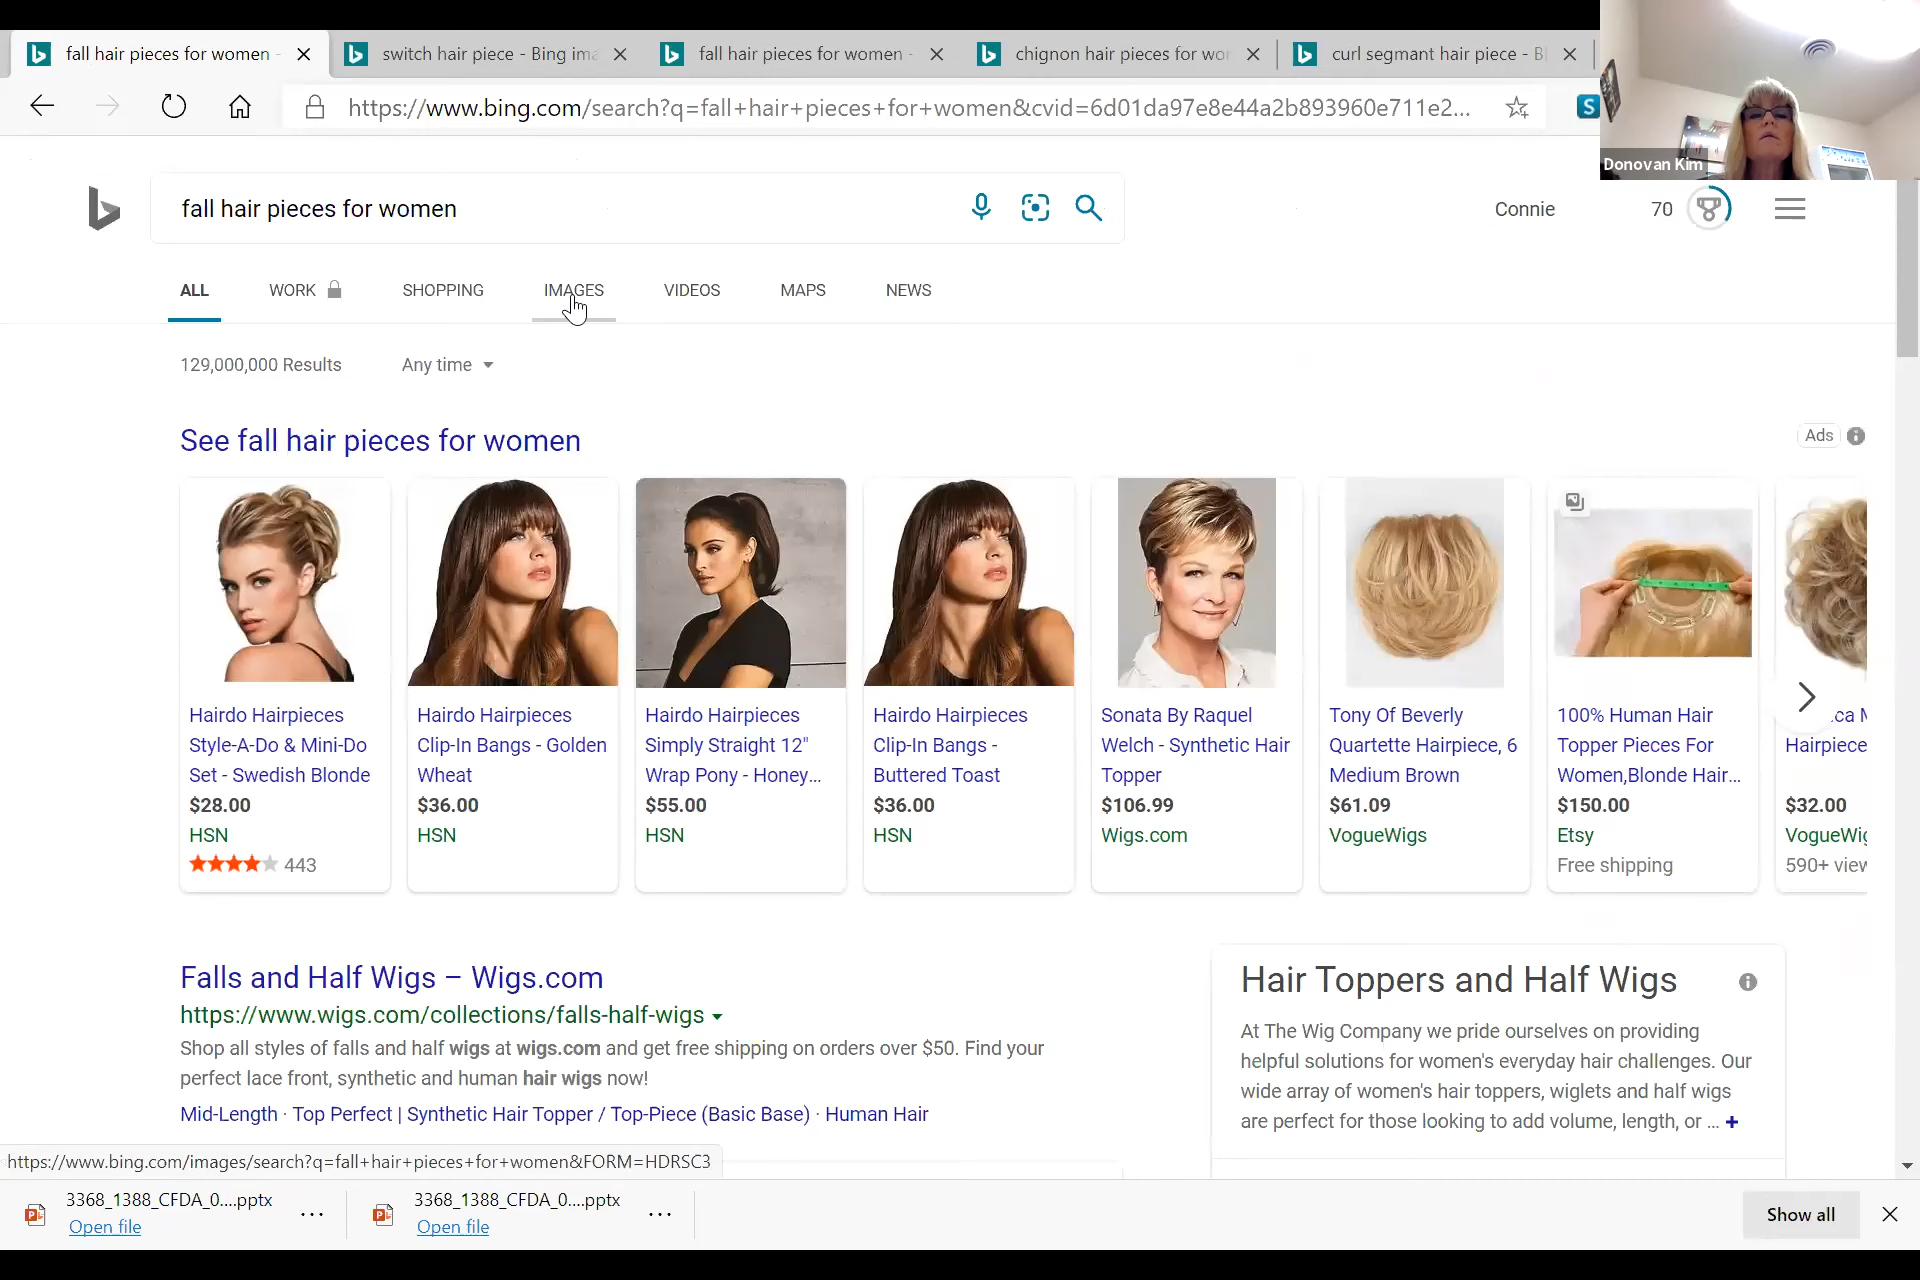 fall hair pieces for women -
switch hair piece - Bing ima
fall hair pieces for women -
chignon hair pieces for wor
curl segmant hair piece - B
https://www.bing.com/search?q=fall+hair+pieces+for+women&cvid=6d01da97e8e44a2b893960e711e2...
S
Donovan Kim
fall hair pieces for women
Connie
70
ALL
WORK
SHOPPING
IMAGES
VIDEOS
MAPS
NEWS
129,000,000 Results
Any time
See fall hair pieces for women
Ads
Hairdo Hairpieces
Style-A-Do & Mini-Do
Set - Swedish Blonde
$28.00
HSN
443
Hairdo Hairpieces
Clip-In Bangs - Golden
Wheat
$36.00
HSN
Hairdo Hairpieces
Simply Straight 12"
Wrap Pony - Honey...
$55.00
HSN
Hairdo Hairpieces
Clip-In Bangs -
Buttered Toast
$36.00
HSN
Sonata By Raquel
Welch - Synthetic Hair
Topper
$106.99
Wigs.com
Tony Of Beverly
Quartette Hairpiece, 6
Medium Brown
$61.09
VogueWigs
100% Human Hair
Topper Pieces For
Women,Blonde Hair...
$150.00
Etsy
Free shipping
ca M
Hairpiece
$32.00
VogueWig
590+ view
Falls and Half Wigs – Wigs.com
https://www.wigs.com/collections/falls-half-wigs
Shop all styles of falls and half wigs at wigs.com and get free shipping on orders over $50. Find your
perfect lace front, synthetic and human hair wigs now!
Mid-Length · Top Perfect | Synthetic Hair Topper / Top-Piece (Basic Base) · Human Hair
Hair Toppers and Half Wigs
At The Wig Company we pride ourselves on providing
helpful solutions for women's everyday hair challenges. Our
wide array of women's hair toppers, wiglets and half wigs
are perfect for those looking to add volume, length, or ... +
https://www.bing.com/images/search?q=fall+hair+pieces+for+women&FORM=HDRSC3
3368_1388_CFDA_0....pptx
Open file
3368_1388_CFDA_0....pptx
Open file
Show all